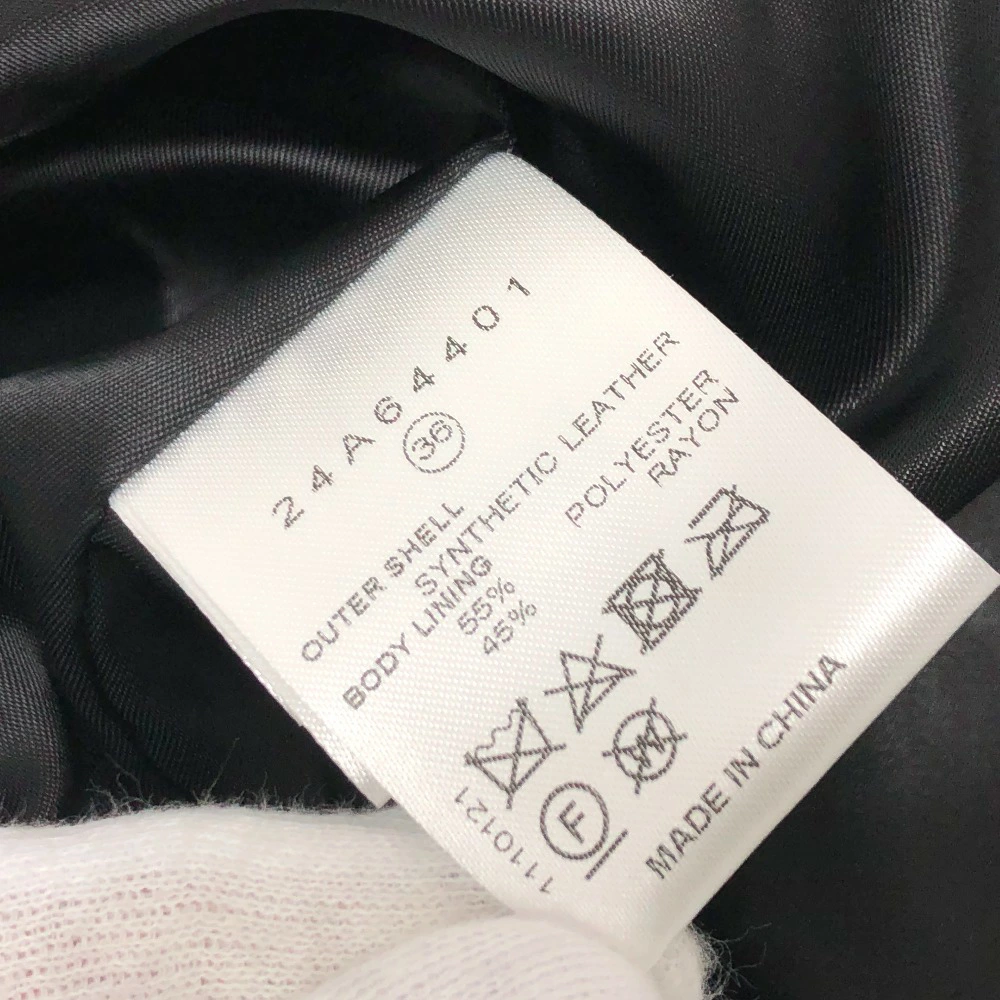 24A64401
36
OUTER SHELL
SYNTHETIC LEATHER
BODY LINING
55% POLYESTER
45% RAYON
W
F
1110121
MADE IN CHINA